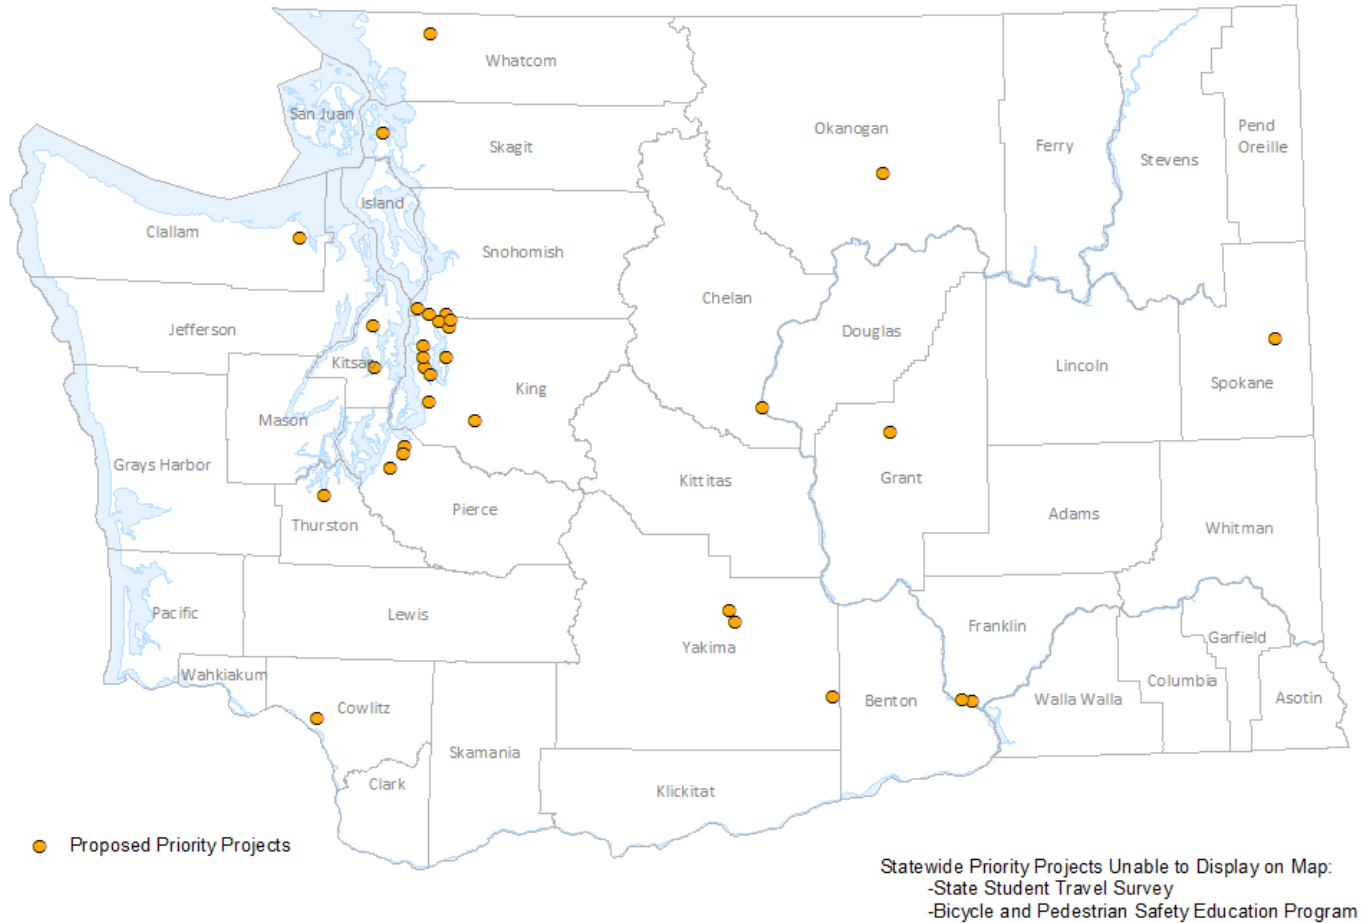 Whatcom
San Juan
Skagit
Okanogan
Ferry
Stevens
Pend
Oreille
Island
Clallam
Snohomish
Chelan
Jefferson
Douglas
Kitsap
King
Lincoln
Spokane
Mason
Grays Harbor
Kittitas
Grant
Pierce
Thurston
Adams
Whitman
Pacific
Lewis
Yakima
Franklin
Garfield
Wahkiakum
Cowlitz
Benton
Walla Walla
Columbia
Asotin
Skamania
Clark
Klickitat
Proposed Priority Projects
Statewide Priority Projects Unable to Display on Map:
-State Student Travel Survey
-Bicycle and Pedestrian Safety Education Program